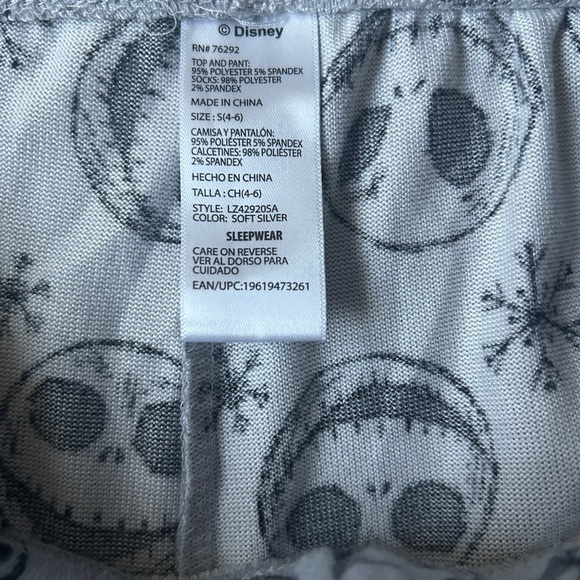 © Disney
RN# 76292
TOP AND PANT:
95% POLYESTER 5% SPANDEX
SOCKS: 98% POLYESTER
2% SPANDEX
MADE IN CHINA
SIZE : S(4-6)
CAMISA Y PANTALÓN:
95% POLIÉSTER 5% SPANDEX
CALCETINES: 98% POLIÉSTER
2% SPANDEX
HECHO EN CHINA
TALLA : CH(4-6)
STYLE: LZ42920SA
COLOR: SOFT SILVER
SLEEPWEAR
CARE ON REVERSE
VER AL DORSO PARA
CUIDADO
EAN/UPC:19619473261